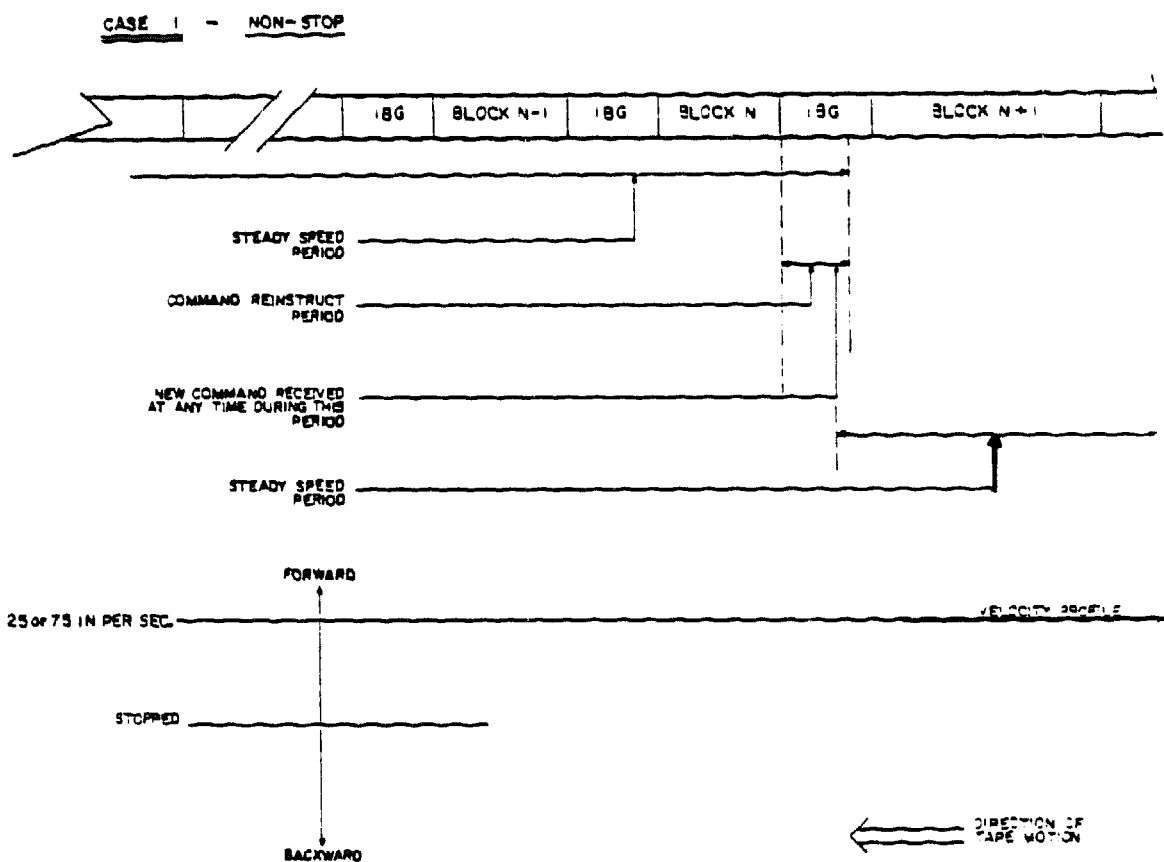 CASE 1 - NON-STOP
IBG BLOCK N-1 IBG BLOCK N IBG BLOCK N+1
STEADY SPEED
PERIOD
COMMAND REINSTRUCT
PERIOD
NEW COMMAND RECEIVED
AT ANY TIME DURING THIS
PERIOD
STEADY SPEED
PERIOD
FORWARD
25 or 75 IN PER SEC.
VELOCITY PROFILE
STOPPED
DIRECTION OF
TAPE MOTION
BACKWARD